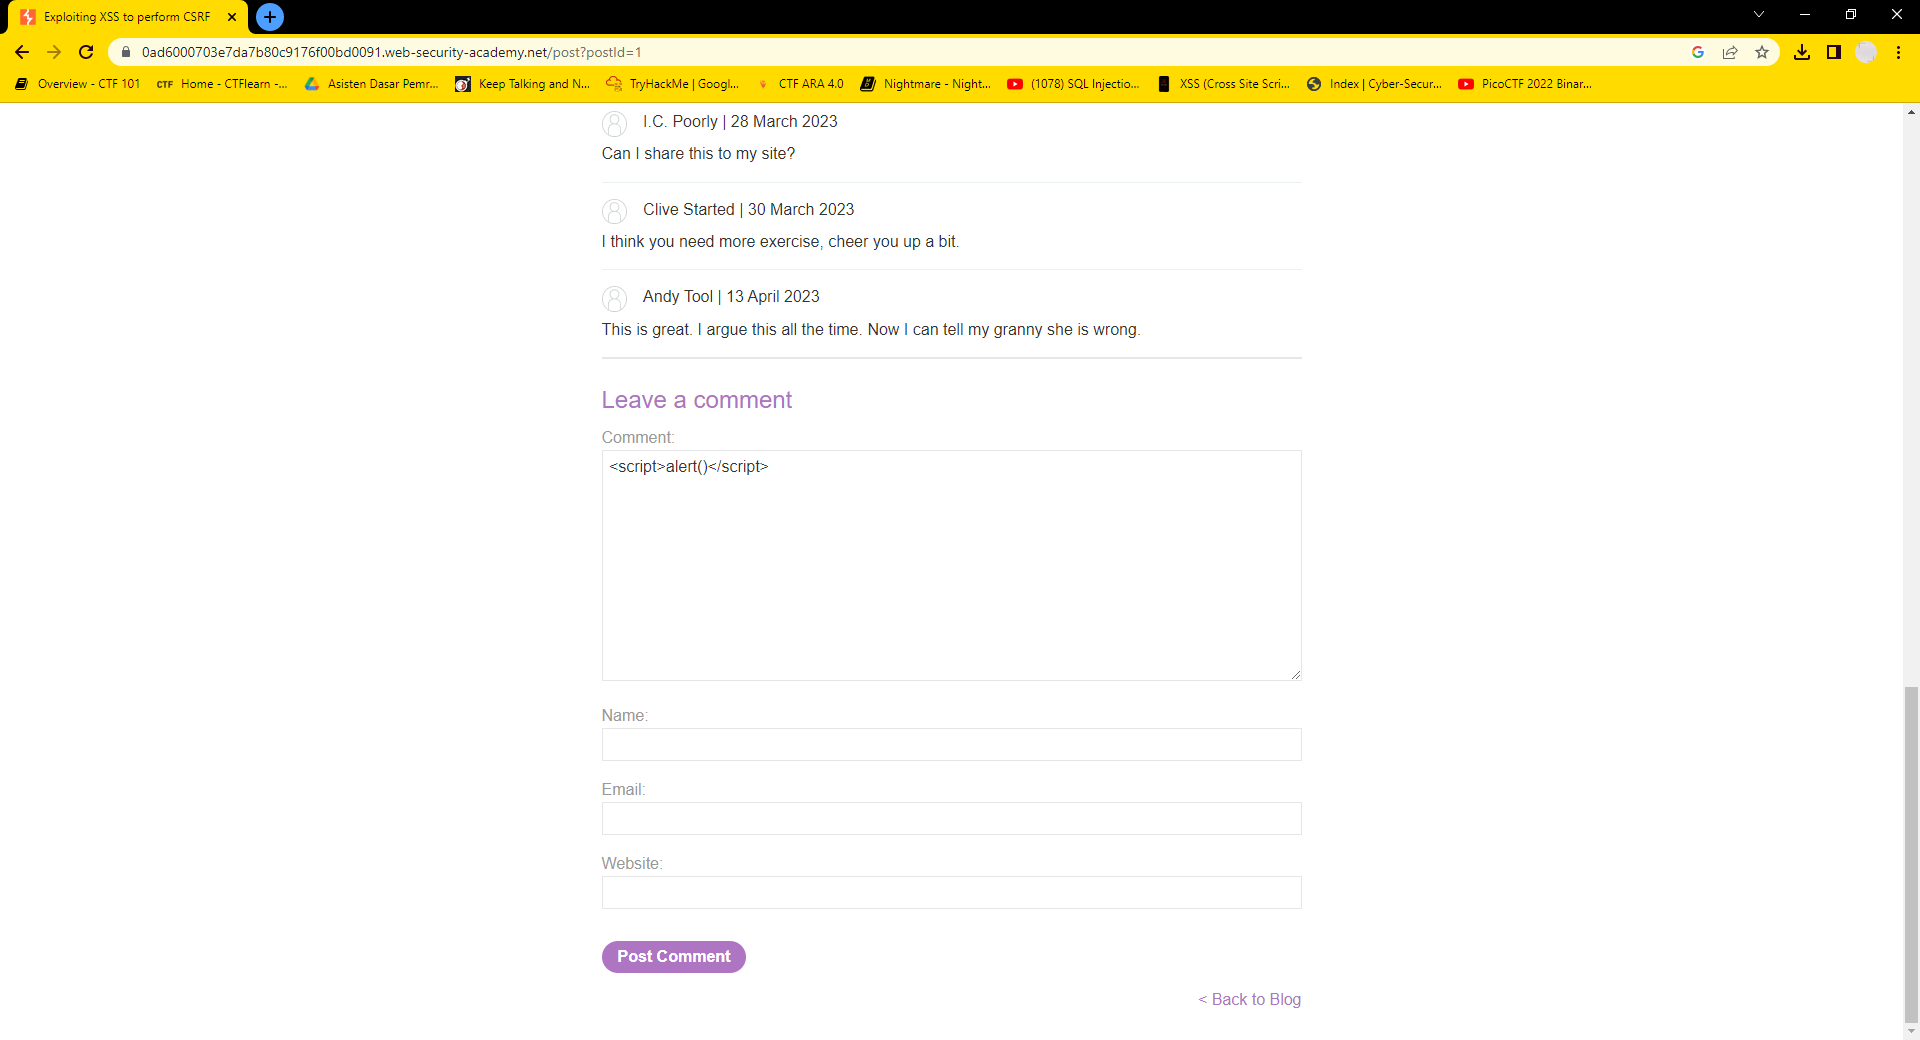 Exploiting XSS to perform CSRF
0ad6000703e7da7b80c9176f00bd0091.web-security-academy.net/post?postId=1
Overview - CTF 101 CTF Home - CTFlearn -... Asisten Dasar Pemr... Keep Talking and N... TryHackMe | Googl... CTF ARA 4.0 Nightmare - Night... (1078) SQL Injectio... XSS (Cross Site Scri... Index | Cyber-Secur... PicoCTF 2022 Binar...
I.C. Poorly | 28 March 2023
Can I share this to my site?
Clive Started | 30 March 2023
I think you need more exercise, cheer you up a bit.
Andy Tool | 13 April 2023
This is great. I argue this all the time. Now I can tell my granny she is wrong.
Leave a comment
Comment:
<script>alert()</script>
Name:
Email:
Website:
Post Comment
< Back to Blog